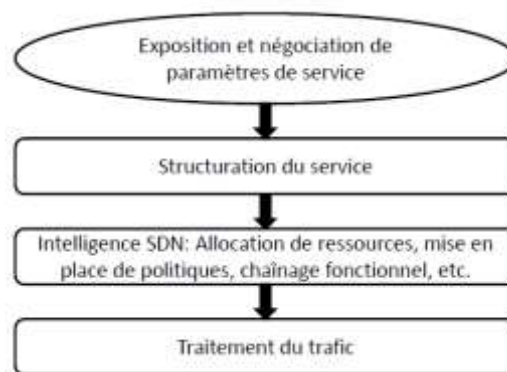 Exposition et négociation de
paramètres de service
Structuration du service
Intelligence SDN: Allocation de ressources, mise en
place de politiques, chaînage fonctionnel, etc.
Traitement du trafic